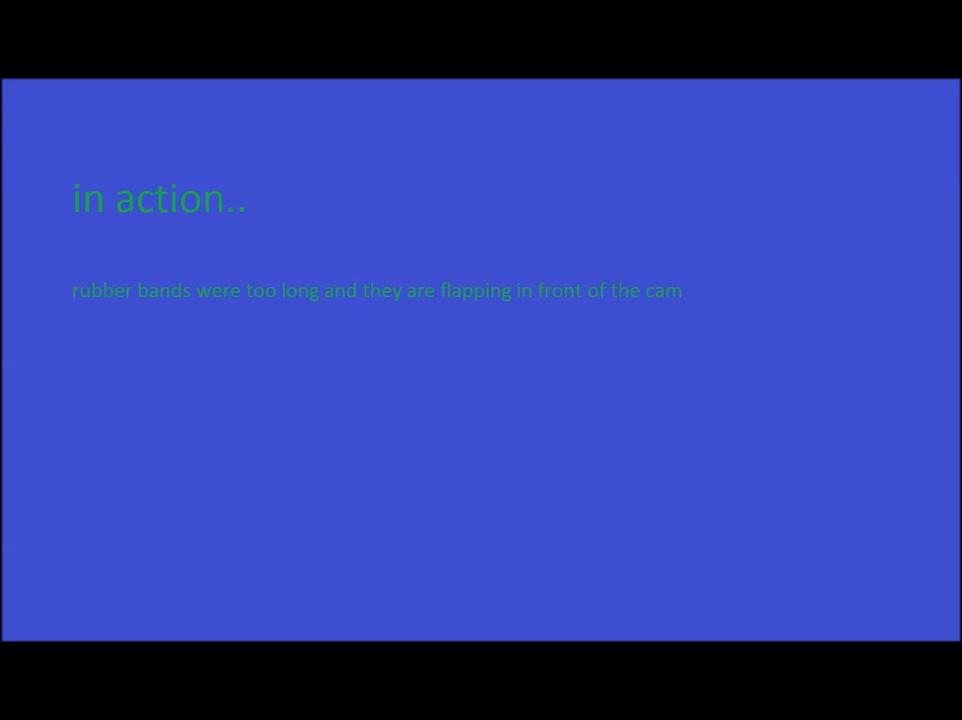 in action..
rubber bands were too long and they are flapping in front of the cam